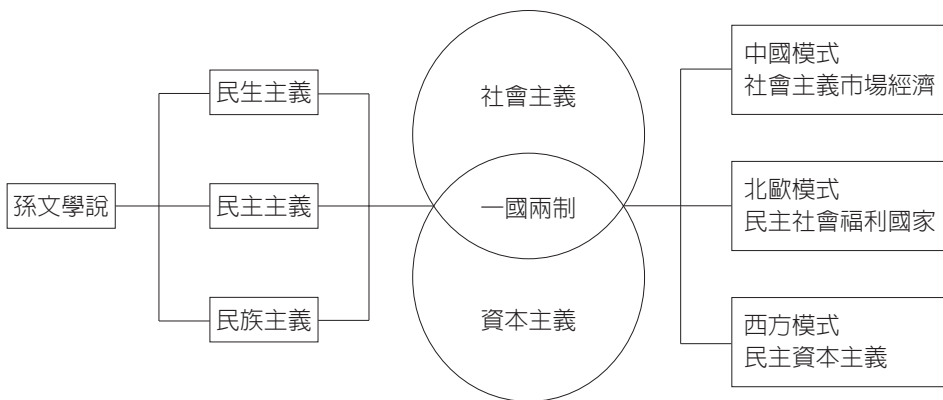 孫文學說
民生主義
民主主義
民族主義
社會主義
一國兩制
資本主義
中國模式
社會主義市場經濟
北歐模式
民主社會福利國家
西方模式
民主資本主義